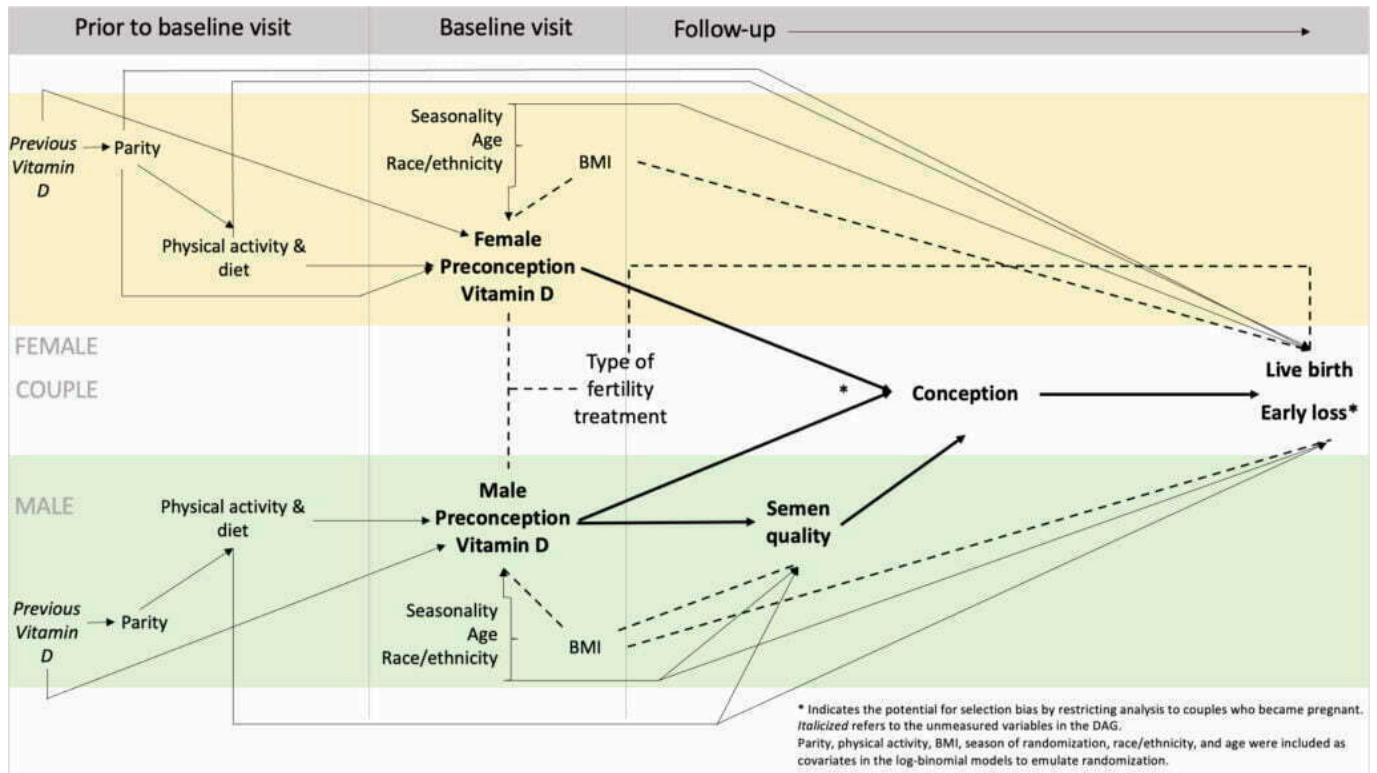 Prior to baseline visit
Baseline visit
Follow-up
Previous
Vitamin
D
Parity
Physical activity &
diet
Seasonality
Age
Race/ethnicity
BMI
Female
Preconception
Vitamin D
FEMALE
COUPLE
Type of
fertility
treatment
*
Conception
Live birth
Early loss*
MALE
Physical activity &
diet
Male
Preconception
Vitamin D
Semen
quality
Previous
Vitamin
D
Parity
Seasonality
Age
Race/ethnicity
BMI
* Indicates the potential for selection bias by restricting analysis to couples who became pregnant.
Italicized refers to the unmeasured variables in the DAG.
Parity, physical activity, BMI, season of randomization, race/ethnicity, and age were included as
covariates in the log-binomial models to emulate randomization.